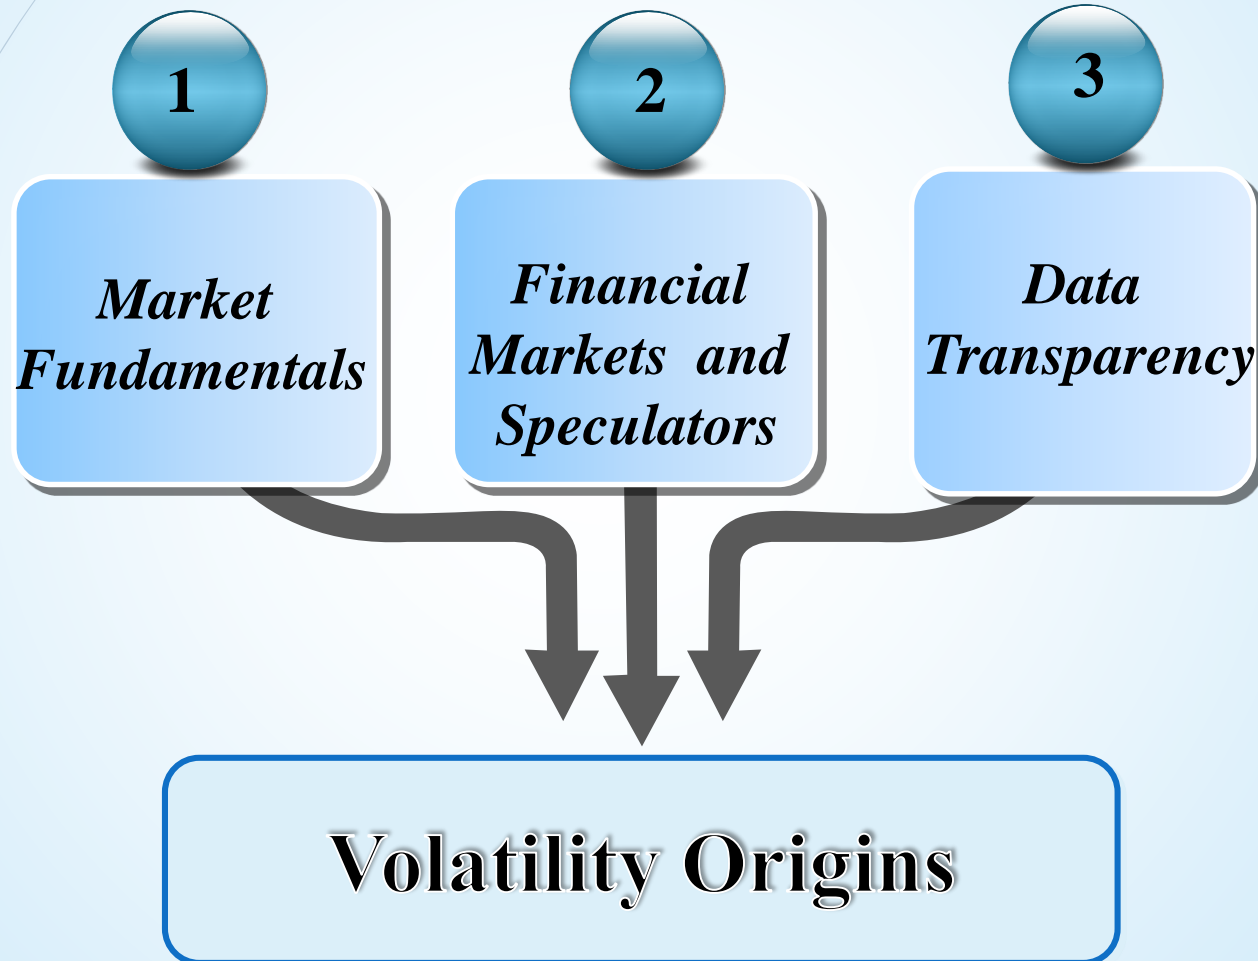 1
Market
Fundamentals
2
Financial
Markets and
Speculators
3
Data
Transparency
Volatility Origins